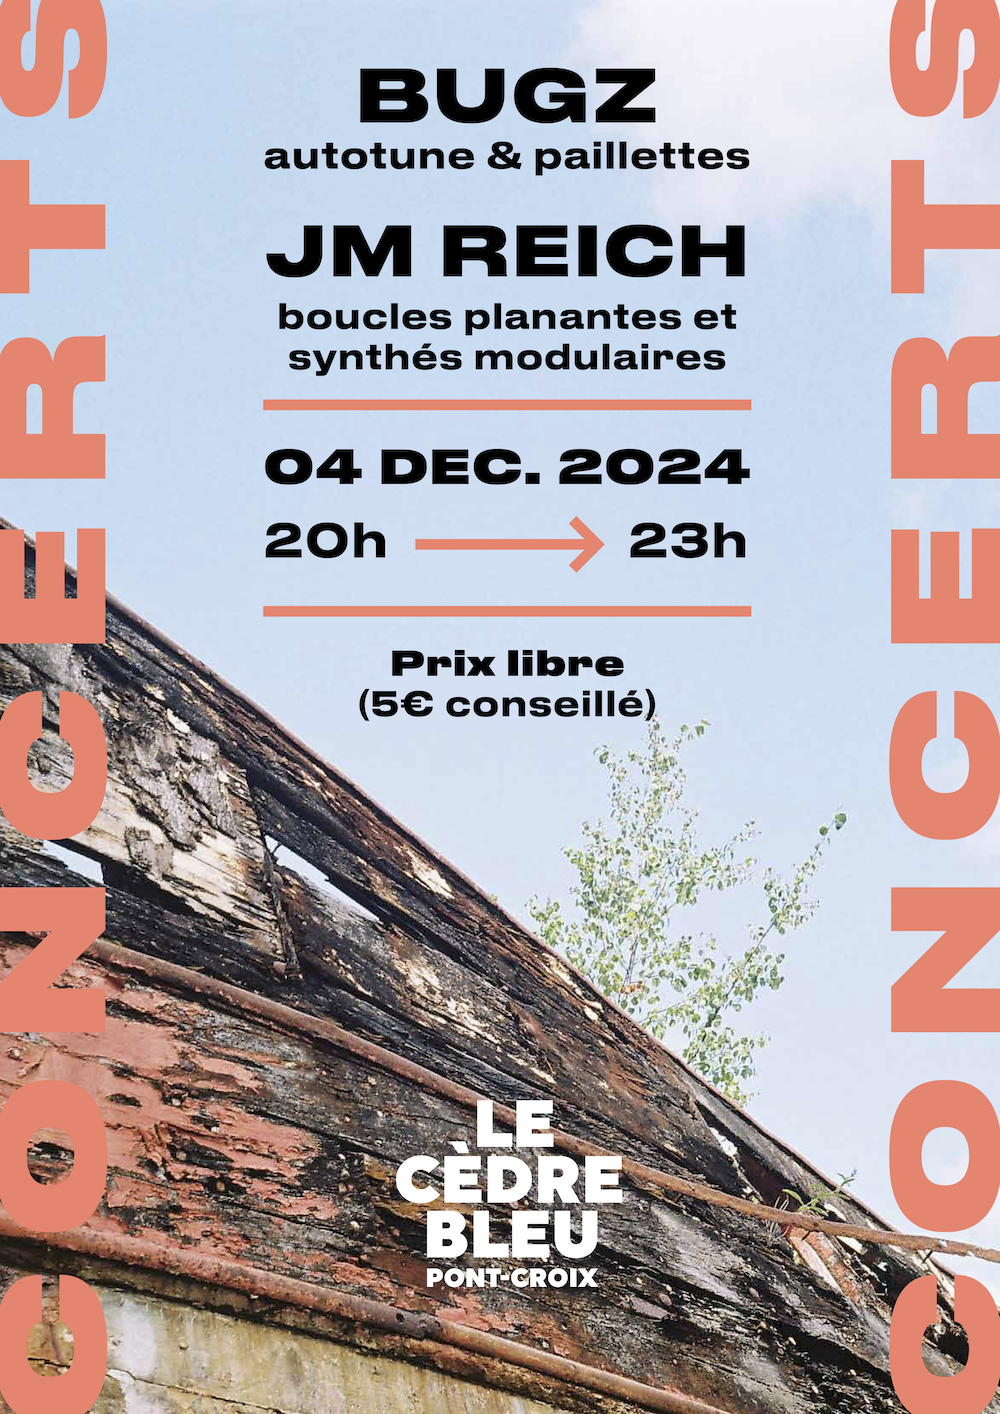 CONCERTS
BUGZ
autotune & paillettes
JM REICH
boucles planantes et
synthés modulaires
04 DEC. 2024
20h → 23h
Prix libre
(5€ conseillé)
LE
CÈDRE
BLEU
PONT-CROIX
CONCERTS